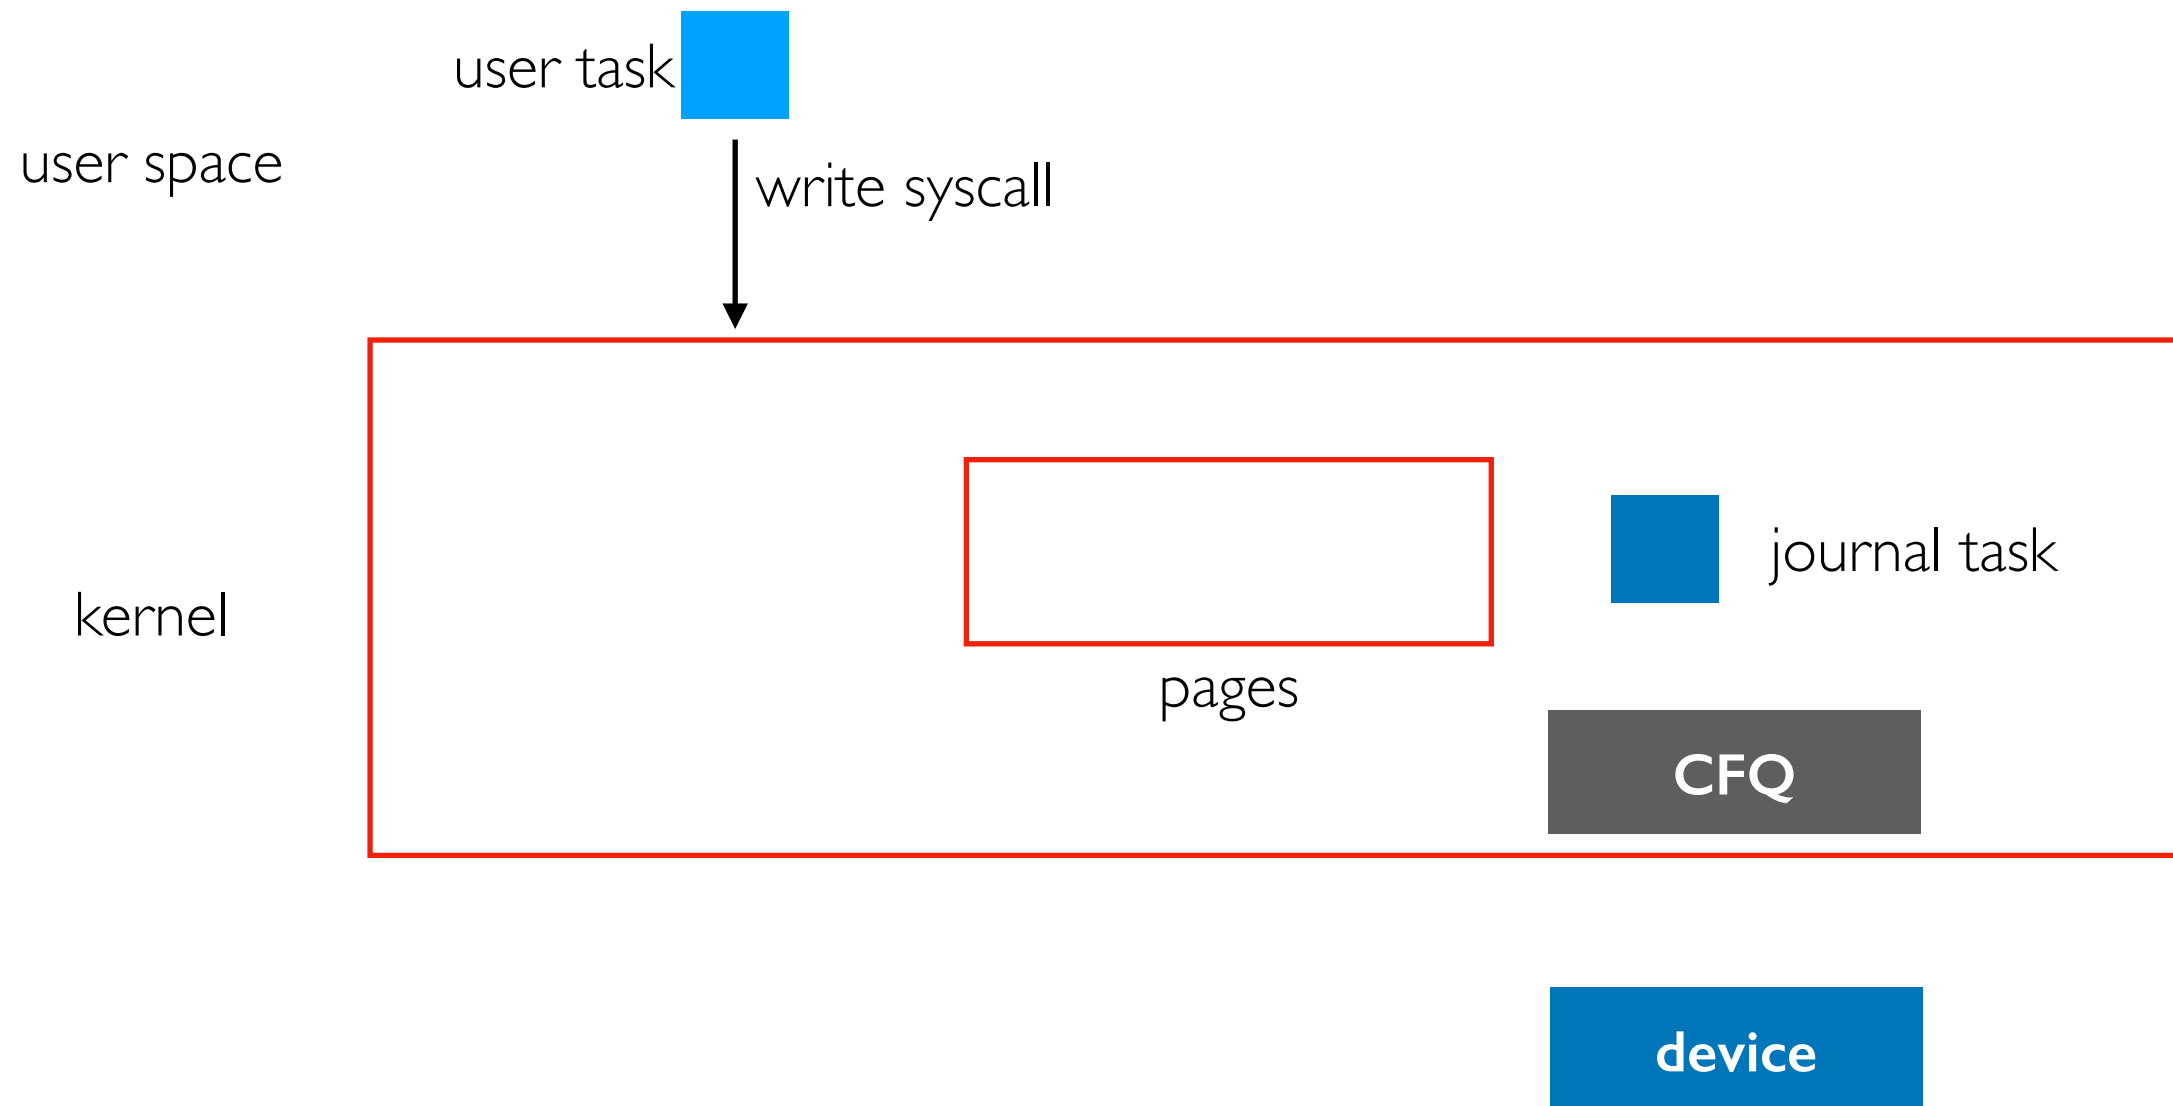 user task
user space
write syscall
journal task
kernel
pages
CFQ
device